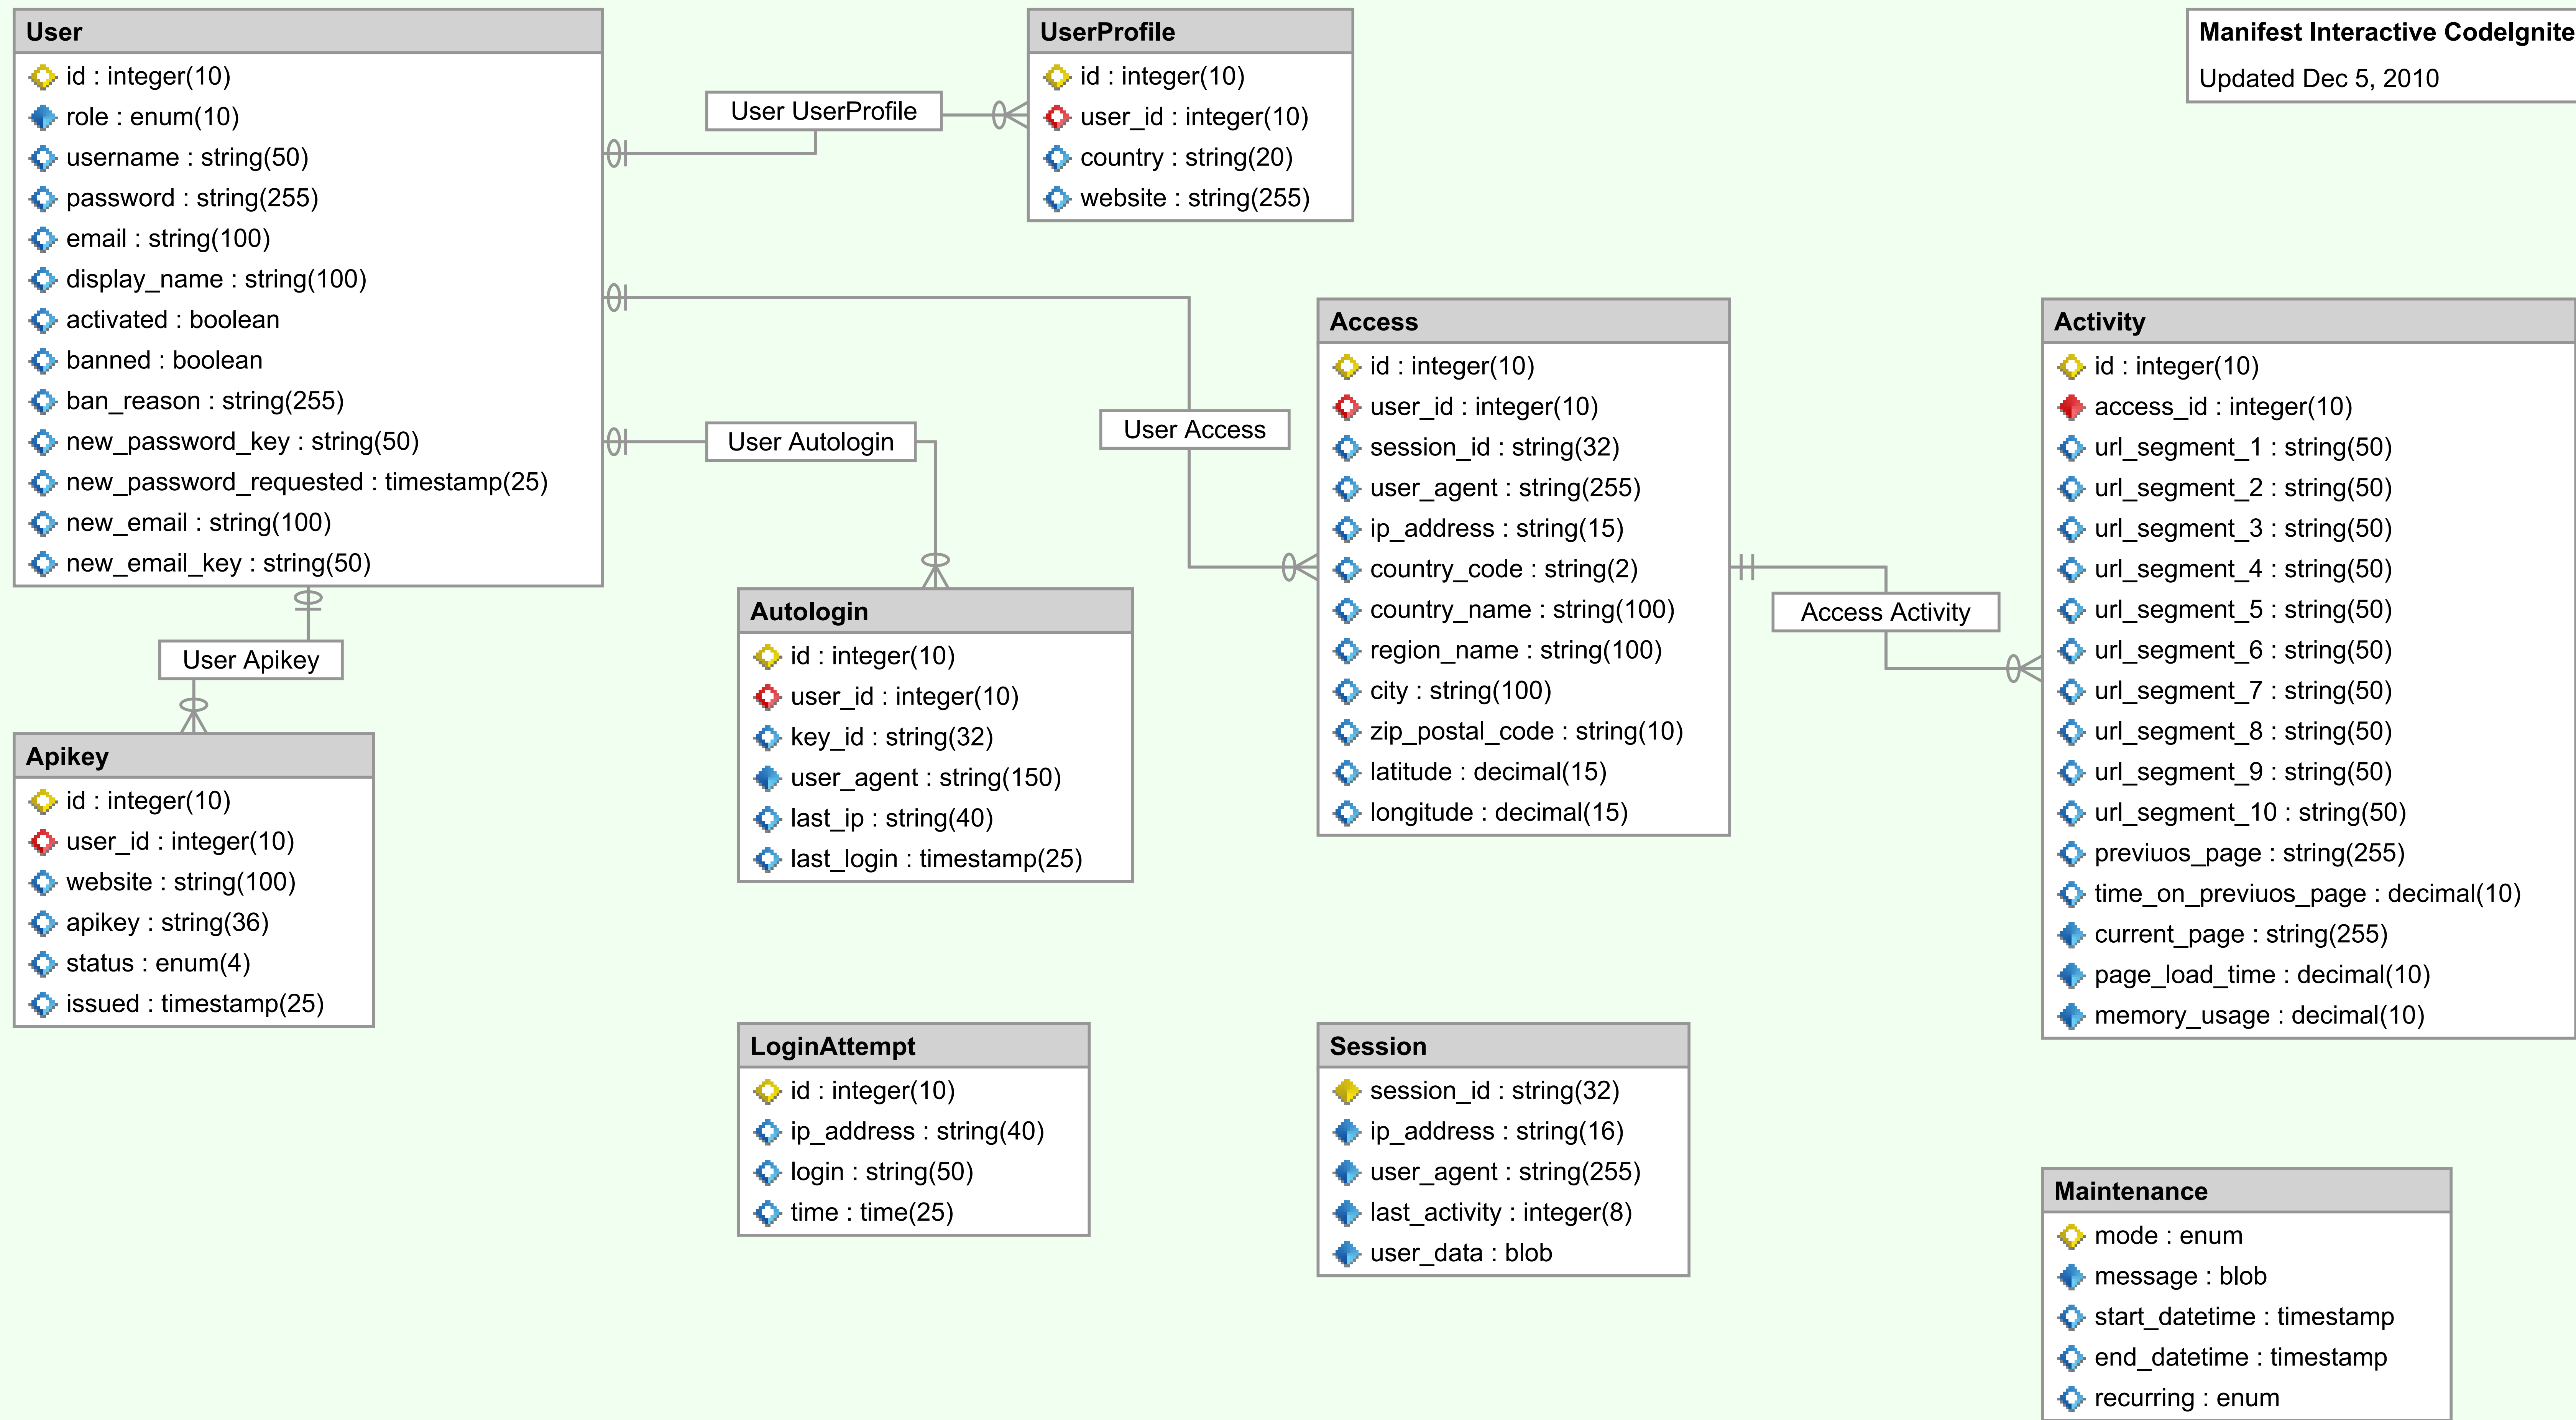 User
id : integer(10)
role : enum(10)
username : string(50)
password : string(255)
email : string(100)
display_name : string(100)
activated : boolean
banned : boolean
ban_reason : string(255)
new_password_key : string(50)
new_password_requested : timestamp(25)
new_email : string(100)
new_email_key : string(50)
User UserProfile
UserProfile
id : integer(10)
user_id : integer(10)
country : string(20)
website : string(255)
Manifest Interactive CodeIgnite
Updated Dec 5, 2010
User Access
User Autologin
User Apikey
Access Activity
Access
id : integer(10)
user_id : integer(10)
session_id : string(32)
user_agent : string(255)
ip_address : string(15)
country_code : string(2)
country_name : string(100)
region_name : string(100)
city : string(100)
zip_postal_code : string(10)
latitude : decimal(15)
longitude : decimal(15)
Activity
id : integer(10)
access_id : integer(10)
url_segment_1 : string(50)
url_segment_2 : string(50)
url_segment_3 : string(50)
url_segment_4 : string(50)
url_segment_5 : string(50)
url_segment_6 : string(50)
url_segment_7 : string(50)
url_segment_8 : string(50)
url_segment_9 : string(50)
url_segment_10 : string(50)
previuos_page : string(255)
time_on_previuos_page : decimal(10)
current_page : string(255)
page_load_time : decimal(10)
memory_usage : decimal(10)
Autologin
id : integer(10)
user_id : integer(10)
key_id : string(32)
user_agent : string(150)
last_ip : string(40)
last_login : timestamp(25)
Apikey
id : integer(10)
user_id : integer(10)
website : string(100)
apikey : string(36)
status : enum(4)
issued : timestamp(25)
LoginAttempt
id : integer(10)
ip_address : string(40)
login : string(50)
time : time(25)
Session
session_id : string(32)
ip_address : string(16)
user_agent : string(255)
last_activity : integer(8)
user_data : blob
Maintenance
mode : enum
message : blob
start_datetime : timestamp
end_datetime : timestamp
recurring : enum